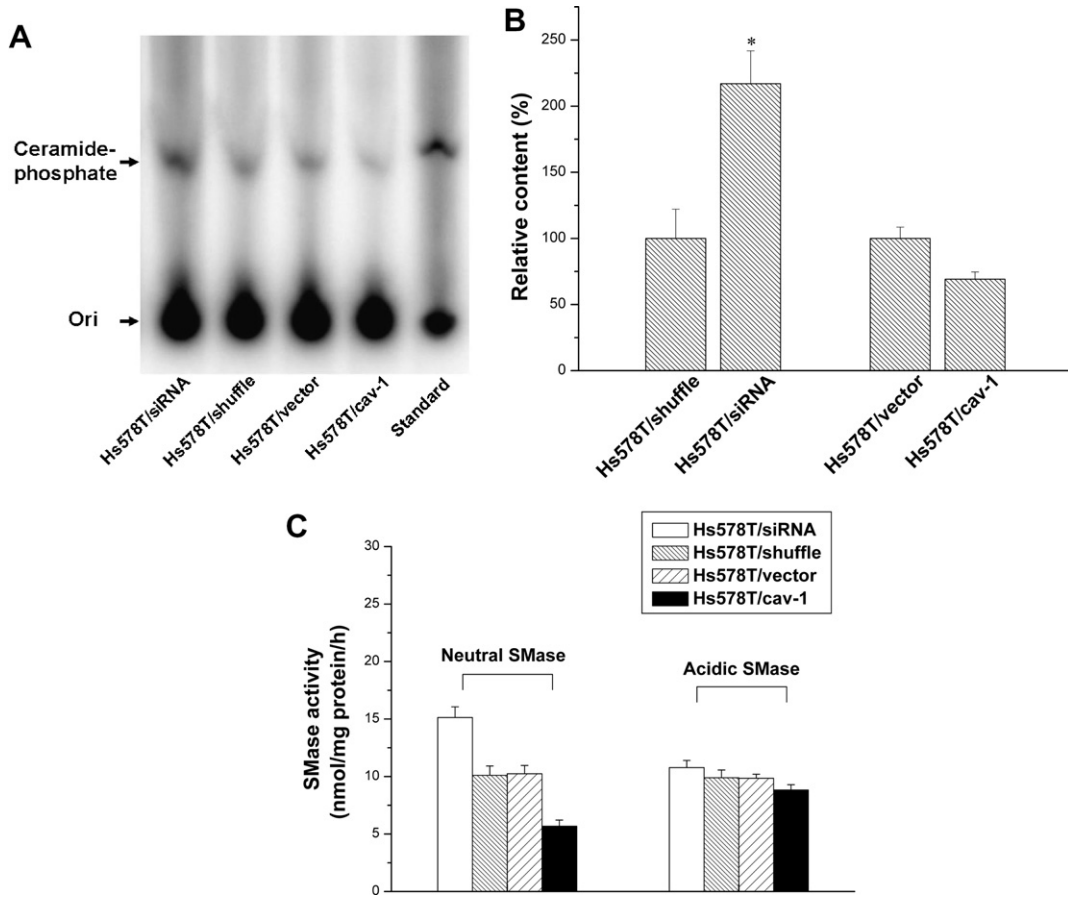 A
Ceramide-
phosphate
Ori
Hs578T/siRNA
Hs578T/shuffle
Hs578T/vector
Hs578T/cav-1
Standard
B
Relative content (%)
250
200
150
100
50
0
*
Hs578T/shuffle
Hs578T/siRNA
Hs578T/vector
Hs578T/cav-1
C
Hs578T/siRNA
Hs578T/shuffle
Hs578T/vector
Hs578T/cav-1
SMase activity
(nmol/mg protein/h)
30
25
20
15
10
5
0
Neutral SMase
Acidic SMase